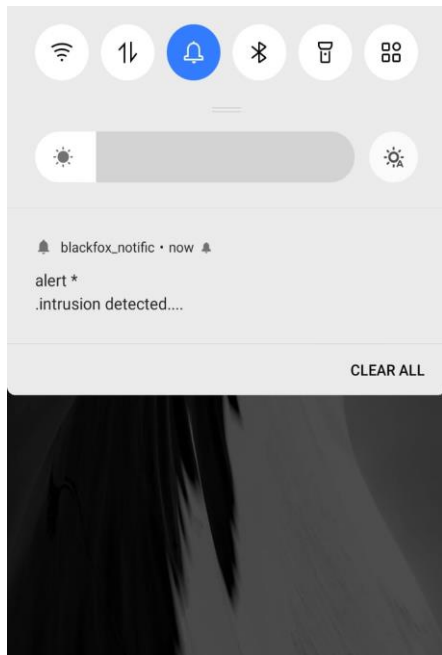 blackfox_notific • now
alert *
.intrusion detected....
CLEAR ALL